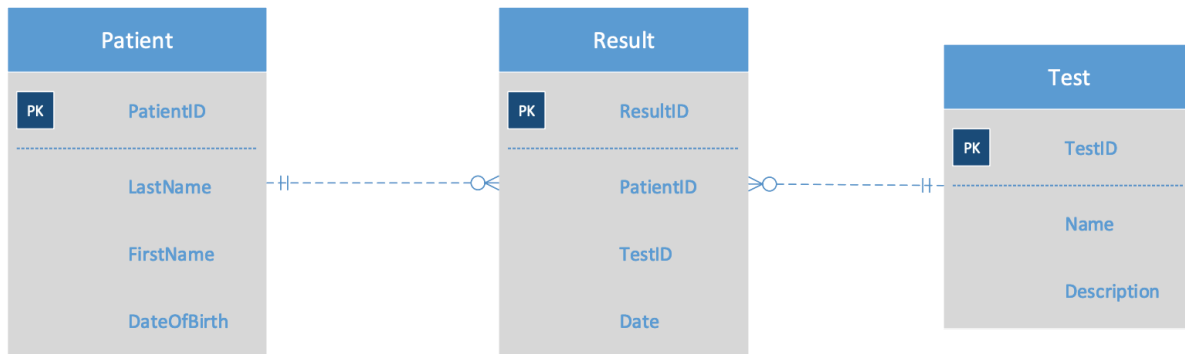 Patient
PK PatientID
LastName
FirstName
DateOfBirth
Result
PK ResultID
PatientID
TestID
Date
Test
PK TestID
Name
Description